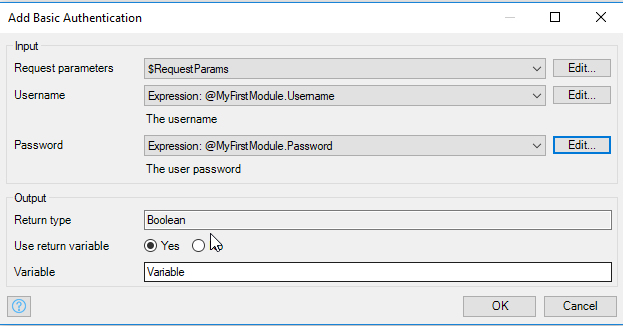 Add Basic Authentication
Input
Request parameters $RequestParams Edit...
Username Expression: @MyFirstModule.Username Edit...
The username
Password Expression: @MyFirstModule.Password Edit...
The user password
Output
Return type Boolean
Use return variable Yes
Variable Variable
? OK Cancel